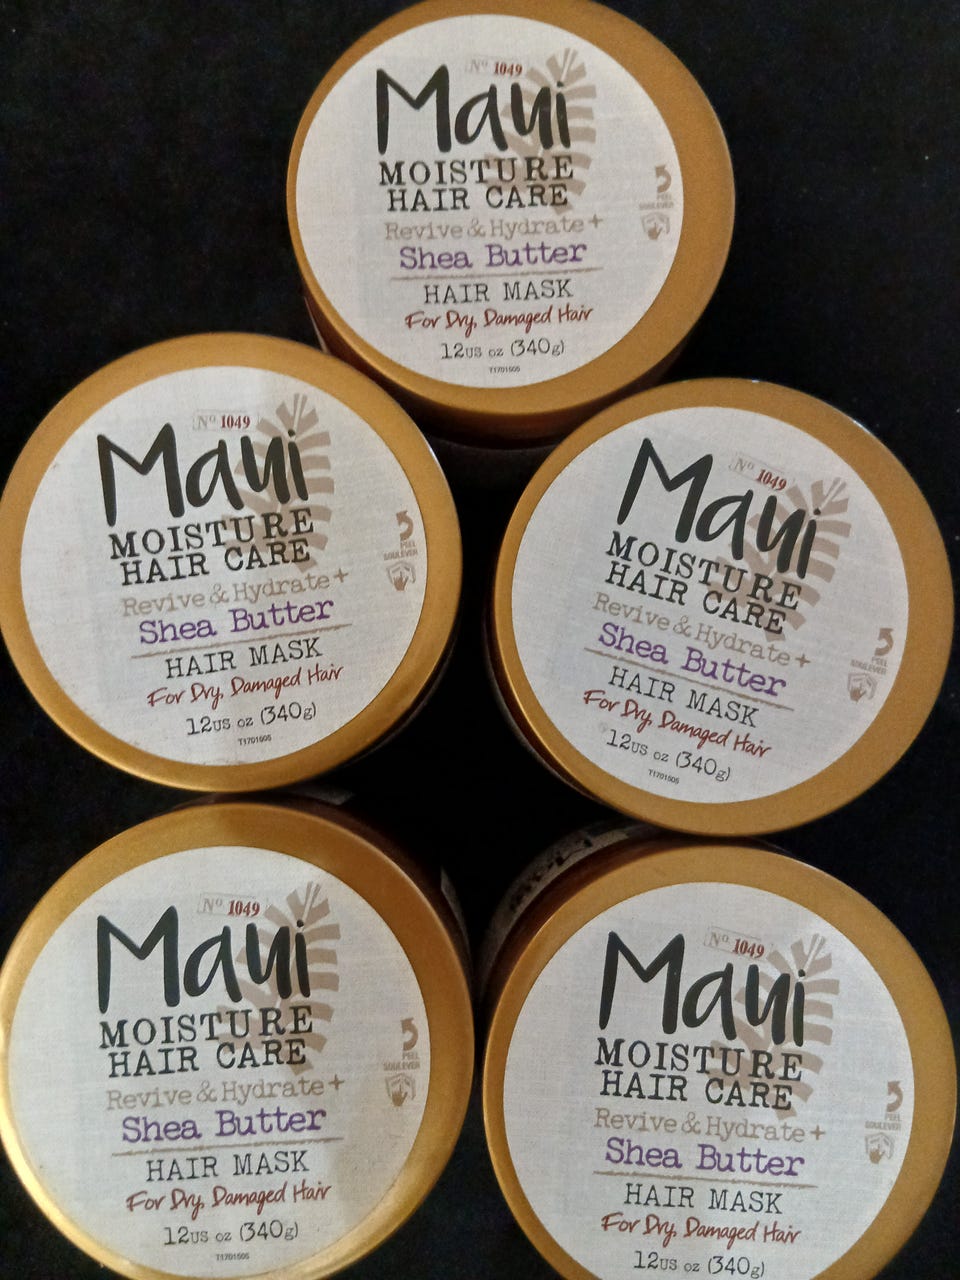 Nº 1049
Maui
MOISTURE
HAIR CARE
Revive & Hydrate +
Shea Butter
HAIR MASK
For Dry, Damaged Hair
12US oz (340g)
T1701505
PEEL
SOULEVER
Nº 1049
Maui
MOISTURE
HAIR CARE
Revive & Hydrate +
Shea Butter
HAIR MASK
For Dry, Damaged Hair
12US oz (340g)
T1701505
PEEL
SOULEVER
Nº 1049
Maui
MOISTURE
HAIR CARE
Revive & Hydrate +
Shea Butter
HAIR MASK
For Dry, Damaged Hair
12US oz (340g)
T1701505
PEEL
SOULEVER
Nº 1049
Maui
MOISTURE
HAIR CARE
Revive & Hydrate +
Shea Butter
HAIR MASK
For Dry, Damaged Hair
12US oz (340g)
T1701505
PEEL
SOULEVER
Nº 1049
Maui
MOISTURE
HAIR CARE
Revive & Hydrate +
Shea Butter
HAIR MASK
For Dry, Damaged Hair
12US oz (340g)
PEEL
SOULEVER